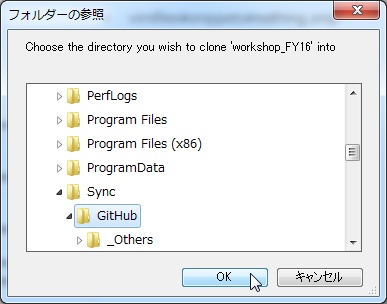 フォルダーの参照
Choose the directory you wish to clone 'workshop_FY16' into
PerfLogs
Program Files
Program Files (x86)
ProgramData
Sync
GitHub
_Others
OK
キャンセル